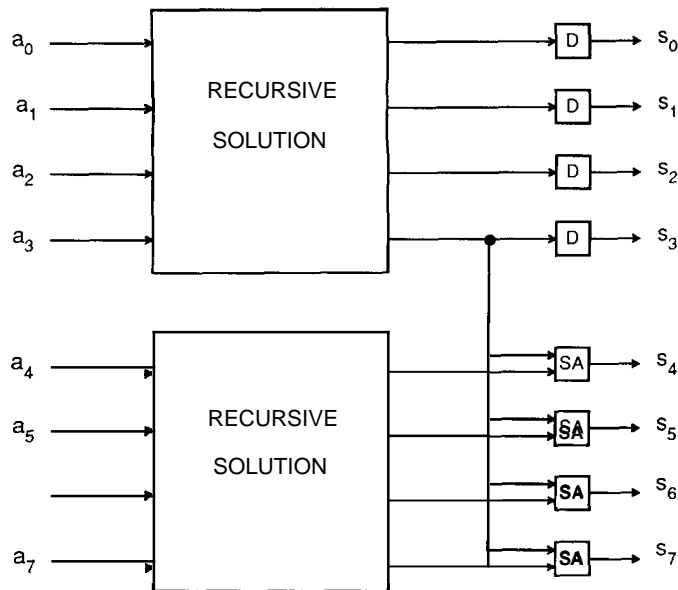 a₀ D s₀
RECURSIVE
a₁ D s₁
SOLUTION
a₂ D s₂
a₃ D s₃
a₄ SA s₄
RECURSIVE
a₅ SA SA s₅
SOLUTION
SA s₆
a₇ SA s₇